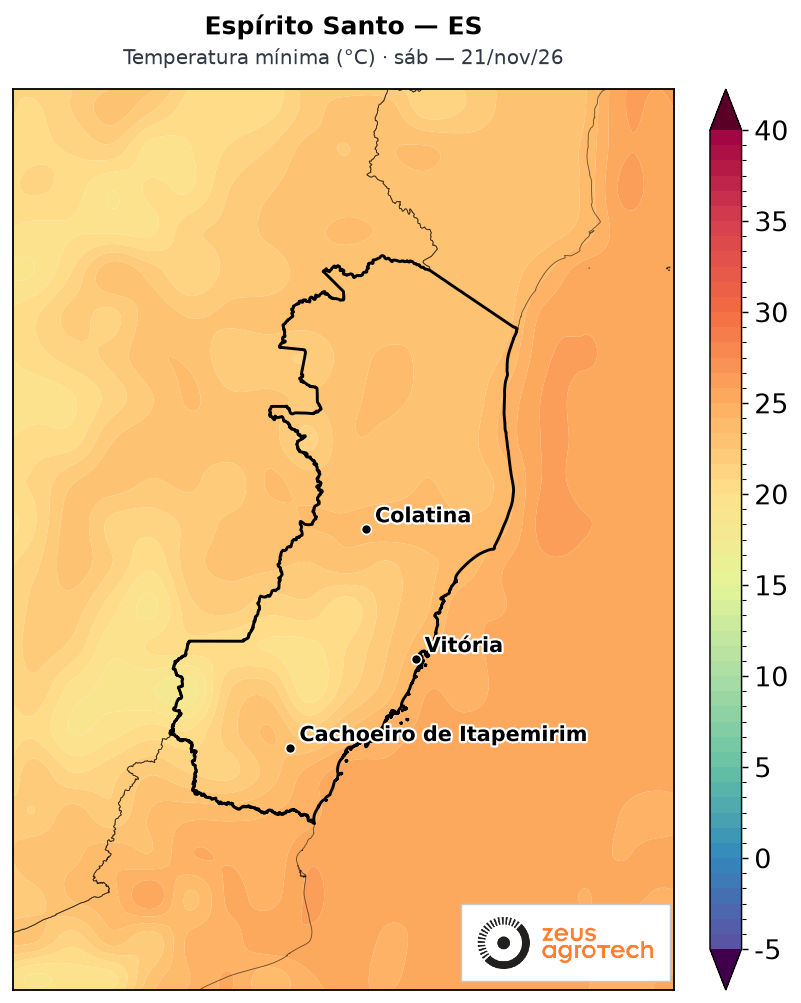 Espírito Santo — ES
Temperatura mínima (°C) · sáb — 21/nov/26
40
35
30
25
20
15
10
5
0
-5
Colatina
Vitória
Cachoeiro de Itapemirim
zeus
agrotech